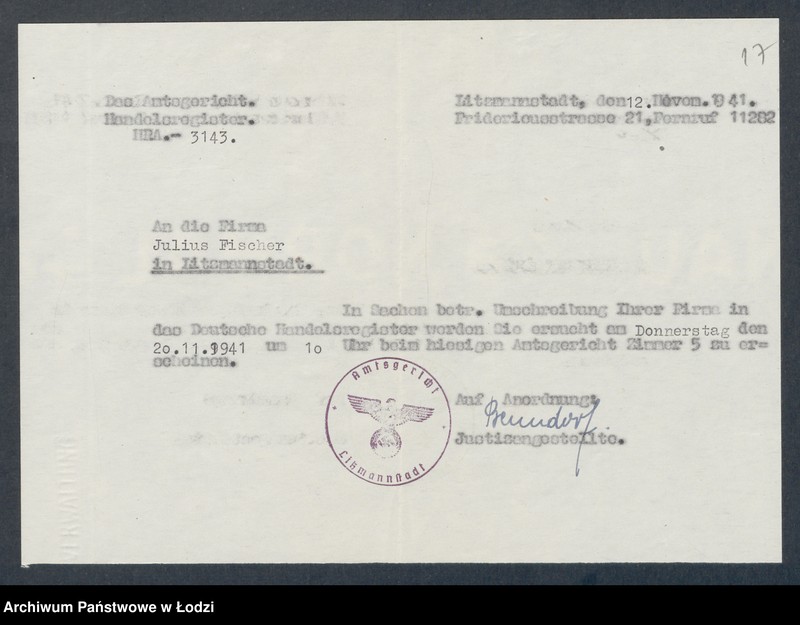 17
Das Amtsgericht.
Handelsregister.
HRA.- 3143.
Litzmannstadt, den 12. Novem. 1941.
Fridericusstrasse 21, Fernruf 11282
An die Firma
Julius Fischer
in Litzmannstadt.
In Sachen betr. Umschreibung Ihrer Firma in
das Deutsche Handelsregister werden Sie ersucht am Donnerstag den
2o.11.1941 um 1o Uhr beim hiesigen Amtsgericht Zimmer 5 zu er=
scheinen.
Amtsgericht
Litzmannstadt
Auf Anordnung:
Justizangestellte.
VERWALTUNG
Archiwum Państwowe w Łodzi